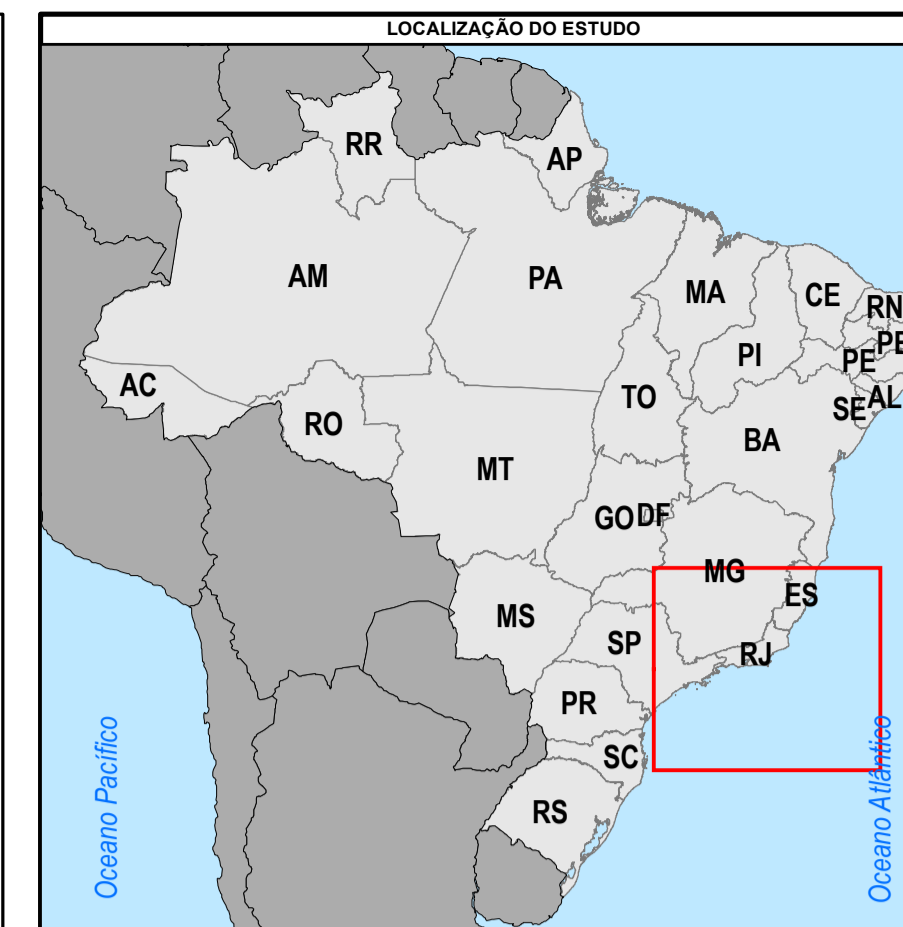 LOCALIZAÇÃO DO ESTUDO
RR
AP
AM
PA
MA
CE
RN
PB
PI
PE
AC
TO
AL
SE
RO
BA
MT
GO
DF
MG
ES
MS
SP
RJ
PR
SC
RS
Oceano Pacífico
Oceano Atlântico